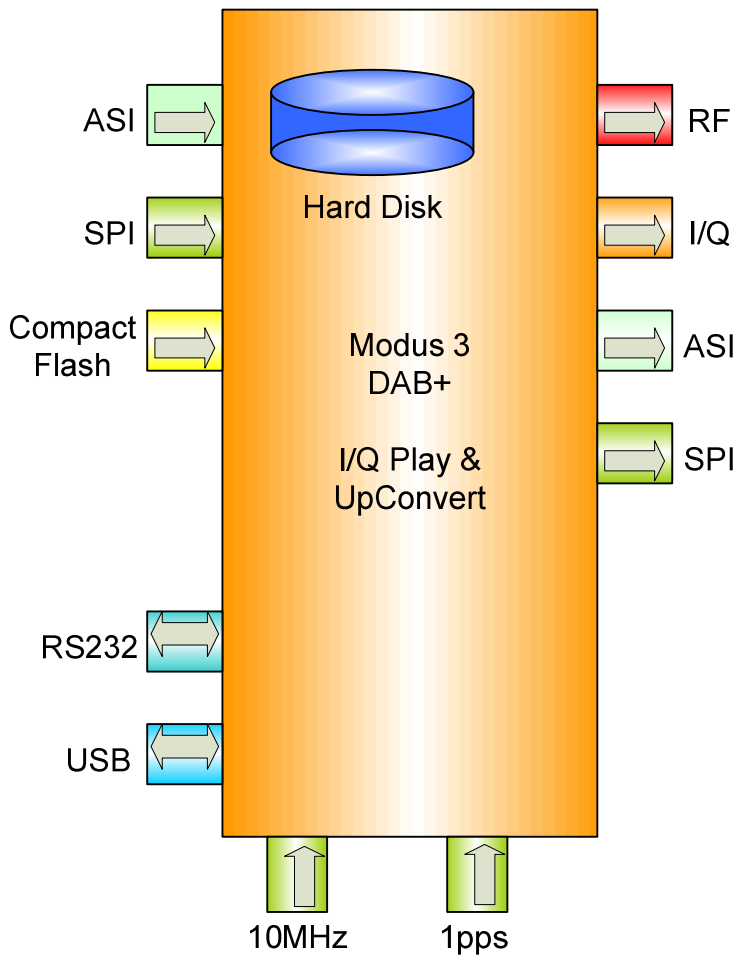 ASI
SPI
Compact
Flash
RS232
USB
Hard Disk
Modus 3
DAB+
I/Q Play &
UpConvert
RF
I/Q
ASI
SPI
10MHz
1pps